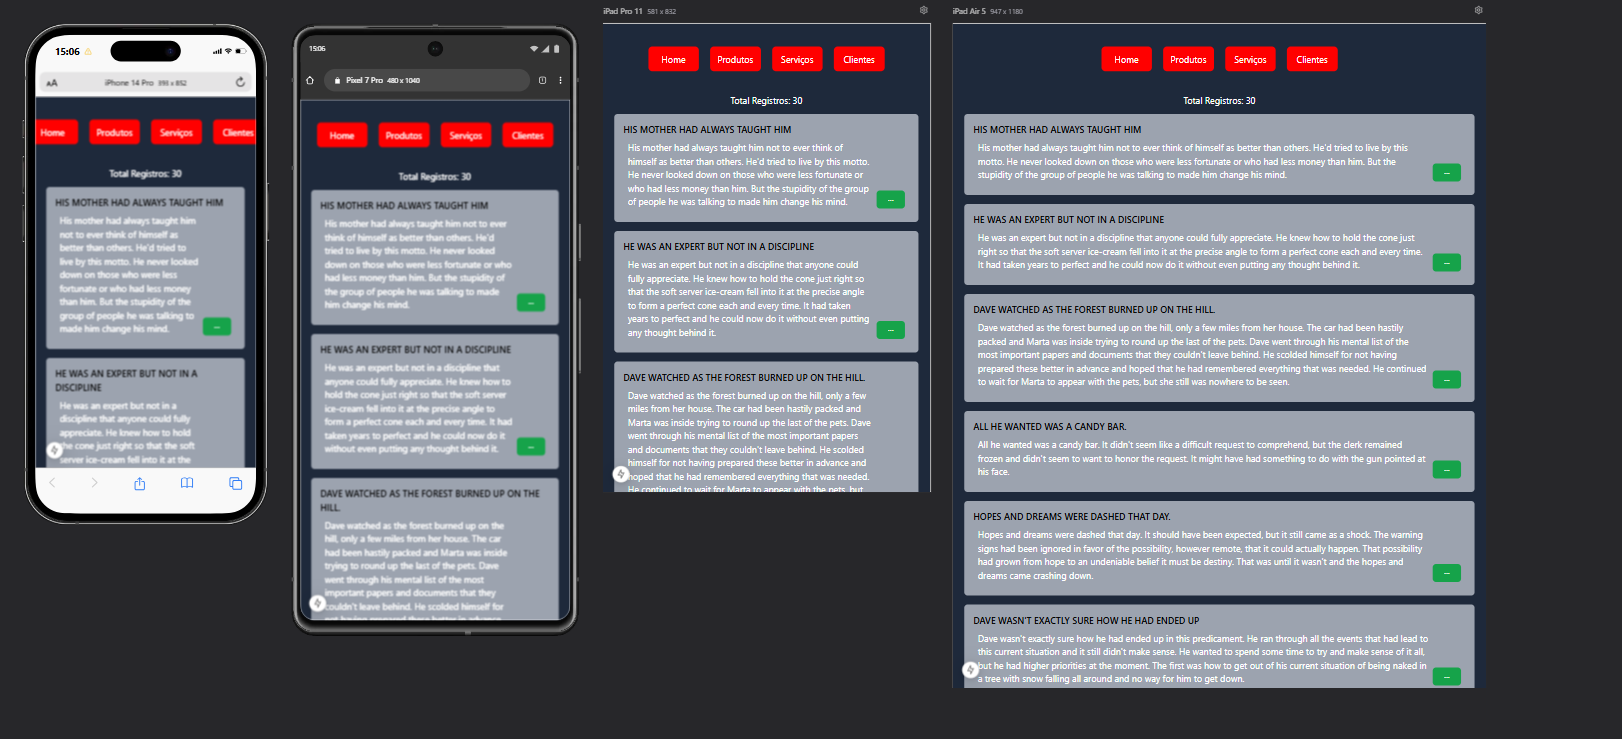 15:06
AA iPhone 14 Pro 393 x 852
Home Produtos Serviços Clientes
Total Registros: 30
HIS MOTHER HAD ALWAYS TAUGHT HIM
His mother had always taught him
not to ever think of himself as
better than others. He'd tried to
live by this motto. He never looked
down on those who were less
fortunate or who had less money
than him. But the stupidity of the
group of people he was talking to
made him change his mind.
...
HE WAS AN EXPERT BUT NOT IN A
DISCIPLINE
He was an expert but not in a
discipline that anyone could fully
appreciate. He knew how to hold
the cone just right so that the soft
server ice-cream fell into it at the
15:06
Pixel 7 Pro 480 x 1040
Home Produtos Serviços Clientes
Total Registros: 30
HIS MOTHER HAD ALWAYS TAUGHT HIM
His mother had always taught him not to ever
think of himself as better than others. He'd
tried to live by this motto. He never looked
down on those who were less fortunate or who
had less money than him. But the stupidity of
the group of people he was talking to made
him change his mind.
...
HE WAS AN EXPERT BUT NOT IN A DISCIPLINE
He was an expert but not in a discipline that
anyone could fully appreciate. He knew how to
hold the cone just right so that the soft server
ice-cream fell into it at the precise angle to
form a perfect cone each and every time. It had
taken years to perfect and he could now do it
without even putting any thought behind it.
...
DAVE WATCHED AS THE FOREST BURNED UP ON THE
HILL.
Dave watched as the forest burned up on the
hill, only a few miles from her house. The car
had been hastily packed and Marta was inside
trying to round up the last of the pets. Dave
went through his mental list of the most
important papers and documents that they
couldn't leave behind. He scolded himself for
not having prepared these better in advance
iPad Pro 11 581 x 832
Home Produtos Serviços Clientes
Total Registros: 30
HIS MOTHER HAD ALWAYS TAUGHT HIM
His mother had always taught him not to ever think of
himself as better than others. He'd tried to live by this motto.
He never looked down on those who were less fortunate or
who had less money than him. But the stupidity of the group
of people he was talking to made him change his mind.
...
HE WAS AN EXPERT BUT NOT IN A DISCIPLINE
He was an expert but not in a discipline that anyone could
fully appreciate. He knew how to hold the cone just right so
that the soft server ice-cream fell into it at the precise angle
to form a perfect cone each and every time. It had taken
years to perfect and he could now do it without even putting
any thought behind it.
...
DAVE WATCHED AS THE FOREST BURNED UP ON THE HILL.
Dave watched as the forest burned up on the hill, only a few
miles from her house. The car had been hastily packed and
Marta was inside trying to round up the last of the pets. Dave
went through his mental list of the most important papers
and documents that they couldn't leave behind. He scolded
himself for not having prepared these better in advance and
hoped that he had remembered everything that was needed.
He continued to wait for Marta to appear with the pets, but
iPad Air 5 947 x 1180
Home Produtos Serviços Clientes
Total Registros: 30
HIS MOTHER HAD ALWAYS TAUGHT HIM
His mother had always taught him not to ever think of himself as better than others. He'd tried to live by this
motto. He never looked down on those who were less fortunate or who had less money than him. But the
stupidity of the group of people he was talking to made him change his mind.
...
HE WAS AN EXPERT BUT NOT IN A DISCIPLINE
He was an expert but not in a discipline that anyone could fully appreciate. He knew how to hold the cone just
right so that the soft server ice-cream fell into it at the precise angle to form a perfect cone each and every time.
It had taken years to perfect and he could now do it without even putting any thought behind it.
...
DAVE WATCHED AS THE FOREST BURNED UP ON THE HILL.
Dave watched as the forest burned up on the hill, only a few miles from her house. The car had been hastily
packed and Marta was inside trying to round up the last of the pets. Dave went through his mental list of the
most important papers and documents that they couldn't leave behind. He scolded himself for not having
prepared these better in advance and hoped that he had remembered everything that was needed. He continued
to wait for Marta to appear with the pets, but she still was nowhere to be seen.
...
ALL HE WANTED WAS A CANDY BAR.
All he wanted was a candy bar. It didn't seem like a difficult request to comprehend, but the clerk remained
frozen and didn't seem to want to honor the request. It might have had something to do with the gun pointed at
his face.
...
HOPES AND DREAMS WERE DASHED THAT DAY.
Hopes and dreams were dashed that day. It should have been expected, but it still came as a shock. The warning
signs had been ignored in favor of the possibility, however remote, that it could actually happen. That possibility
had grown from hope to an undeniable belief it must be destiny. That was until it wasn't and the hopes and
dreams came crashing down.
...
DAVE WASN'T EXACTLY SURE HOW HE HAD ENDED UP
Dave wasn't exactly sure how he had ended up in this predicament. He ran through all the events that had lead to
this current situation and it still didn't make sense. He wanted to spend some time to try and make sense of it all,
but he had higher priorities at the moment. The first was how to get out of his current situation of being naked in
a tree with snow falling all around and no way for him to get down.
...